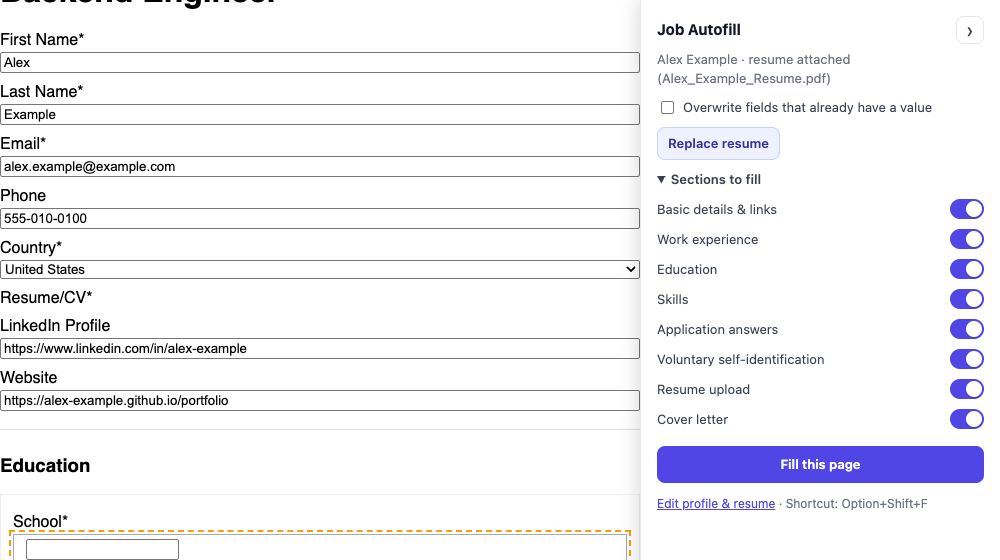 Backend Engineer
First Name*
Alex
Last Name*
Example
Email*
alex.example@example.com
Phone
555-010-0100
Country*
United States
Resume/CV*
LinkedIn Profile
https://www.linkedin.com/in/alex-example
Website
https://alex-example.github.io/portfolio
Education
School*
Job Autofill
Alex Example · resume attached
(Alex_Example_Resume.pdf)
Overwrite fields that already have a value
Replace resume
▼ Sections to fill
Basic details & links
Work experience
Education
Skills
Application answers
Voluntary self-identification
Resume upload
Cover letter
Fill this page
Edit profile & resume · Shortcut: Option+Shift+F